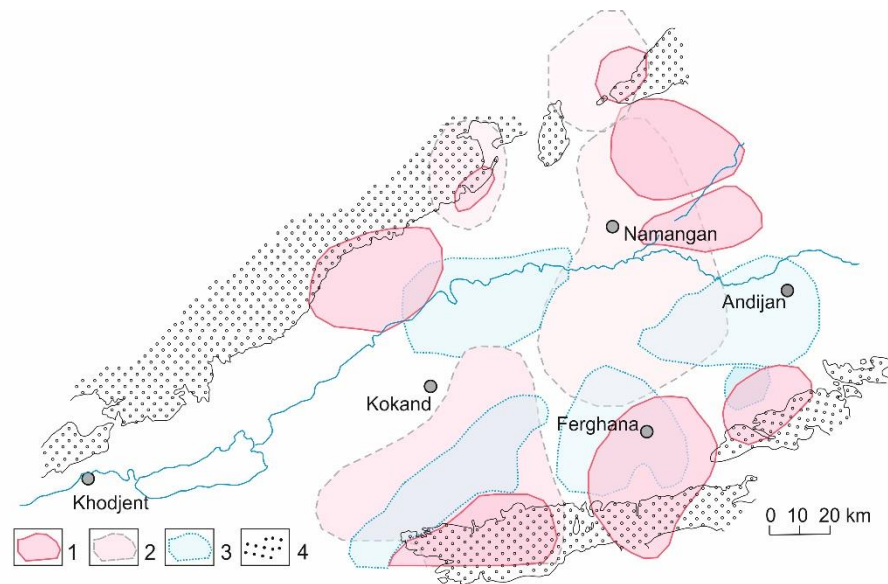 Namangan
Andijan
Kokand
Ferghana
Khodjent
0 10 20 km
1 2 3 4